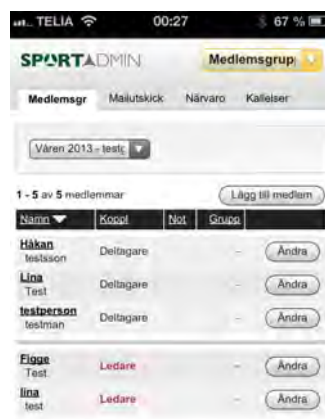 TELIA 00:27 67 %
SPORTADMIN Medlemsgrup
Medlemsgr Mailutskick Närvaro Kallelser
Våren 2013 - testg
1 - 5 av 5 medlemmar Lägg till medlem
Namn Koppl Not Grupp
Håkan
testsson Deltagare - Ändra
Lina
Test Deltagare - Ändra
testperson
testman Deltagare - Ändra
Figge
Test Ledare - Ändra
lina
test Ledare - Ändra